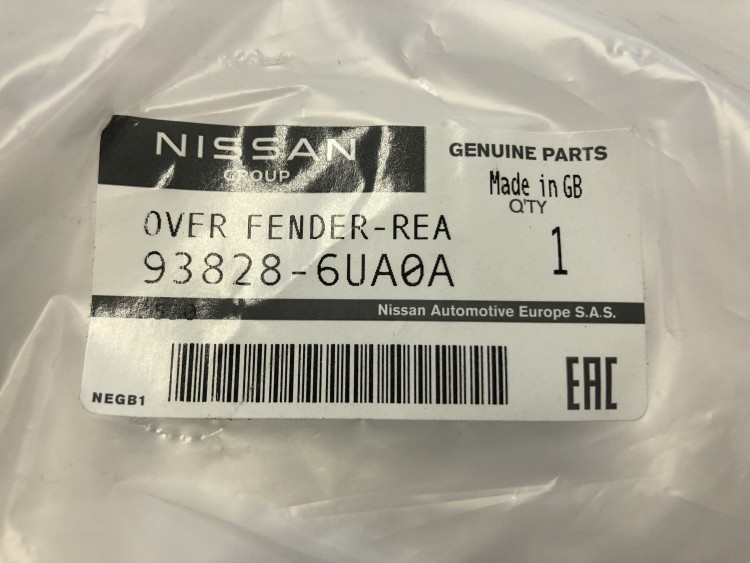 NISSAN
GROUP
GENUINE PARTS
Made in GB
Q'TY
1
OVER FENDER-REA
93828-6UA0A
Nissan Automotive Europe S.A.S.
NEGB1
EAC